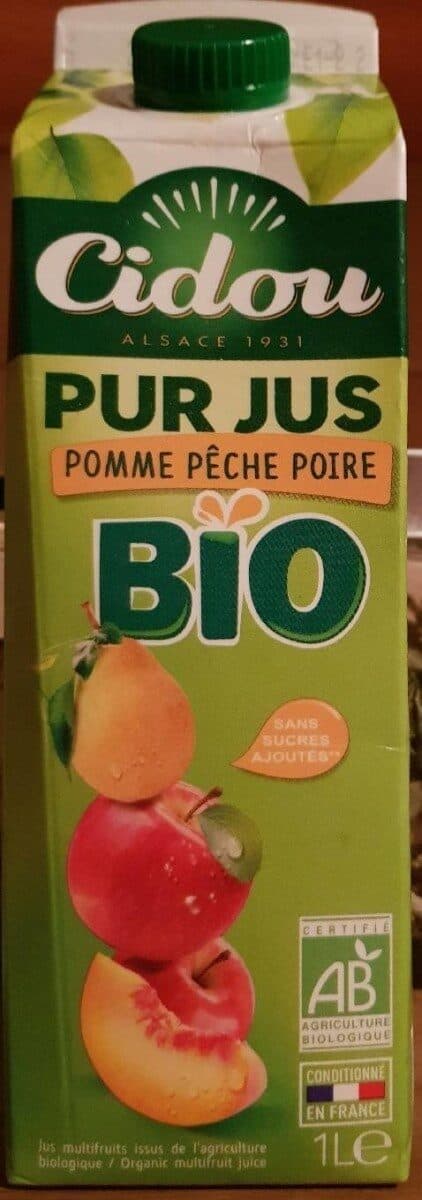 Cidou
ALSACE 1931
PUR JUS
POMME PÊCHE POIRE
BIO
SANS
SUCRES
AJOUTÉS**
CERTIFIÉ
AB
AGRICULTURE
BIOLOGIQUE
CONDITIONNÉ
EN FRANCE
Jus multifruits issus de l'agriculture
biologique / Organic multifruit juice
1L℮